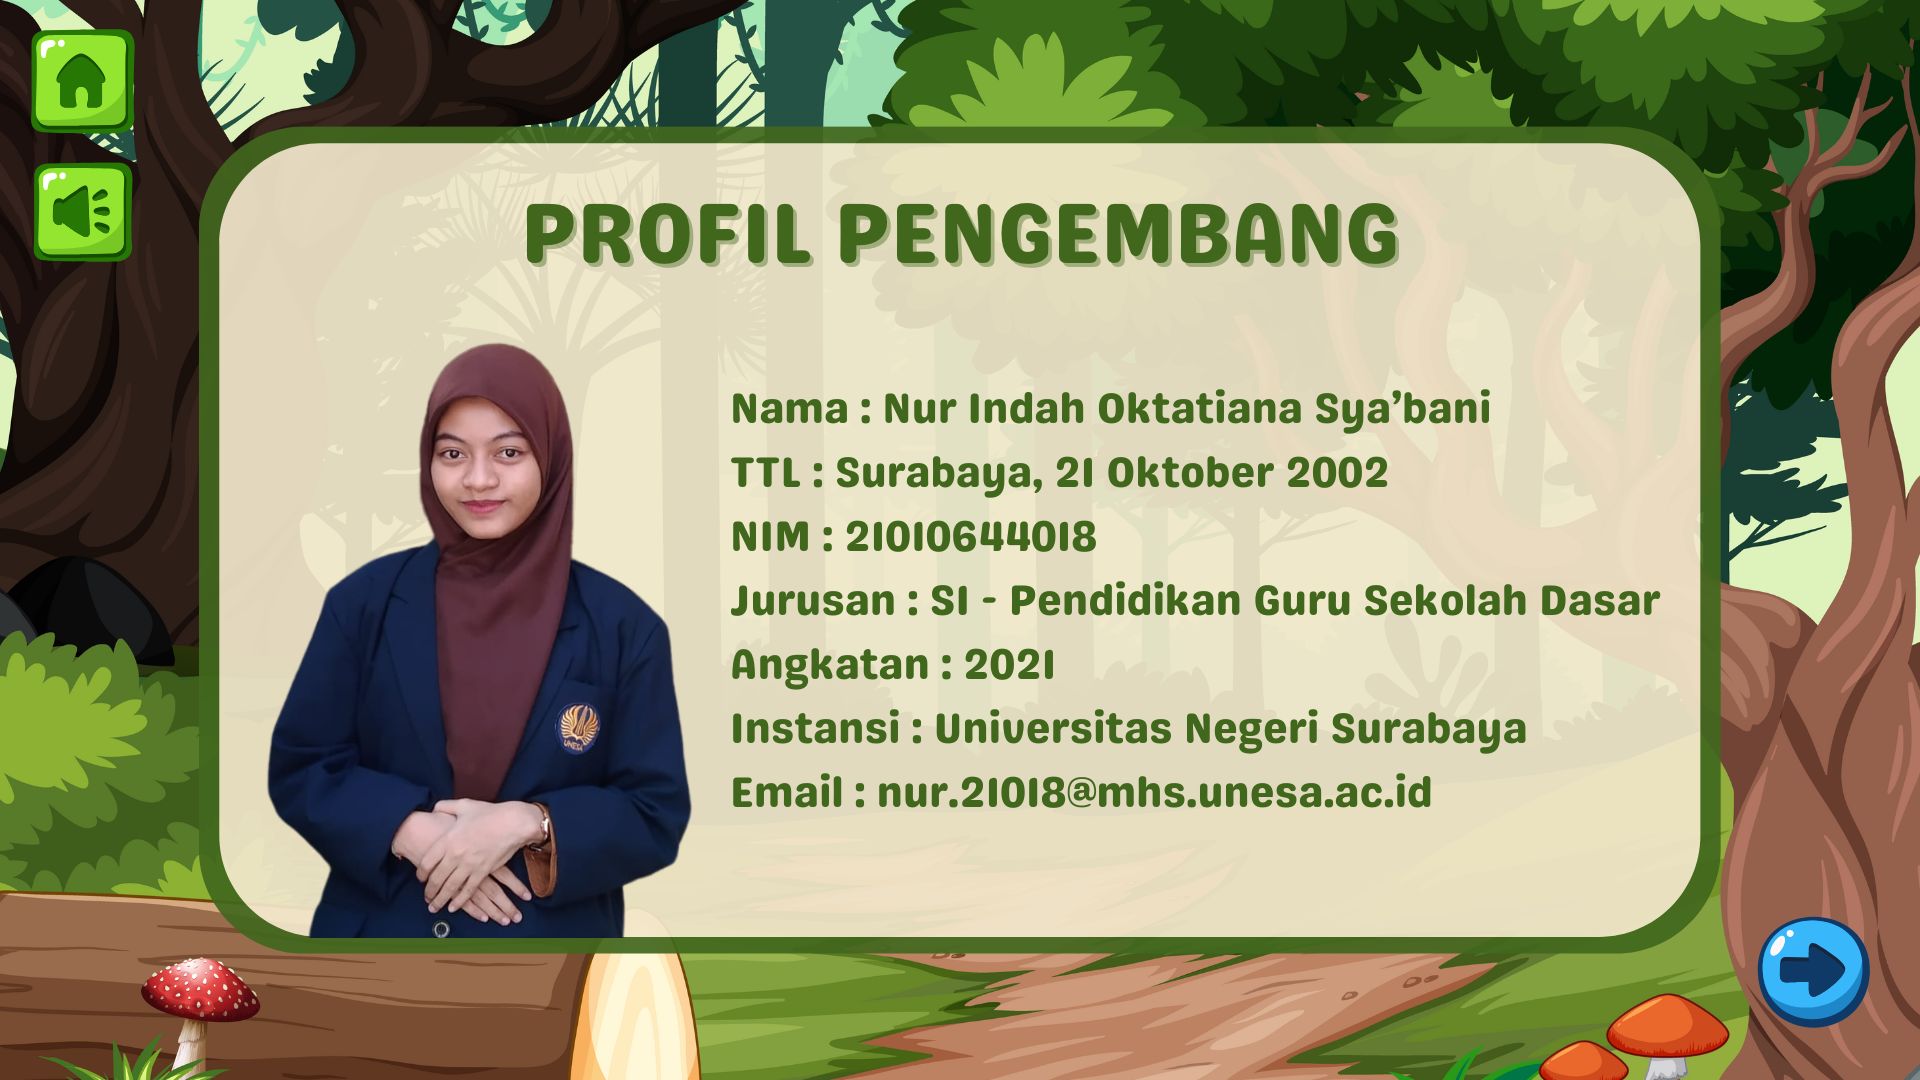 PROFIL PENGEMBANG
Nama : Nur Indah Oktatiana Sya’bani
TTL : Surabaya, 21 Oktober 2002
NIM : 21010644018
Jurusan : S1 - Pendidikan Guru Sekolah Dasar
Angkatan : 2021
Instansi : Universitas Negeri Surabaya
UNESA
Email : nur.21018@mhs.unesa.ac.id